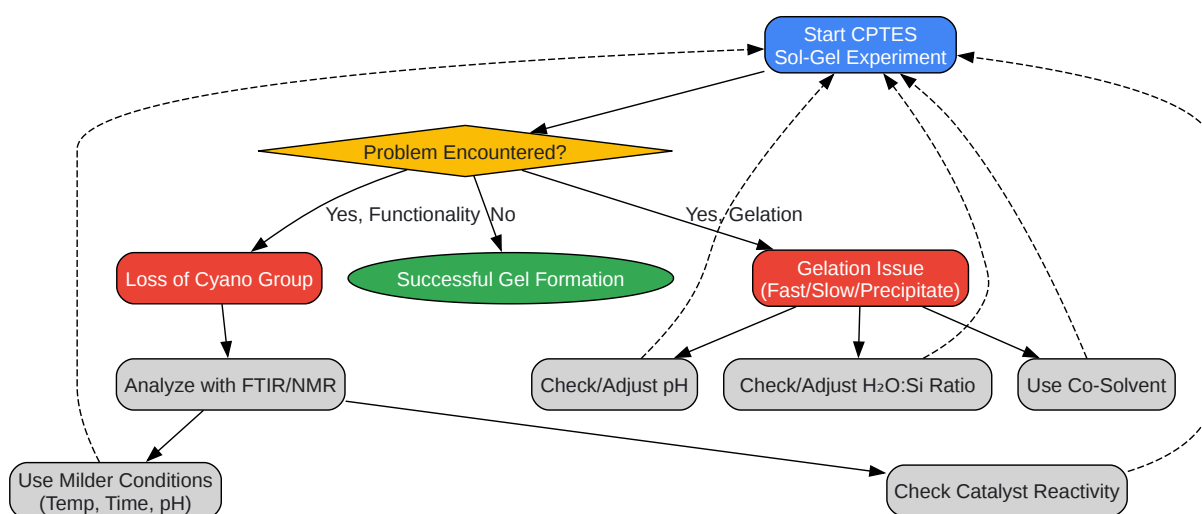 Start CPTES
Sol-Gel Experiment
Problem Encountered?
Yes, Functionality
No
Yes, Gelation
Loss of Cyano Group
Successful Gel Formation
Gelation Issue
(Fast/Slow/Precipitate)
Analyze with FTIR/NMR
Check/Adjust pH
Check/Adjust H₂O:Si Ratio
Use Co-Solvent
Use Milder Conditions
(Temp, Time, pH)
Check Catalyst Reactivity